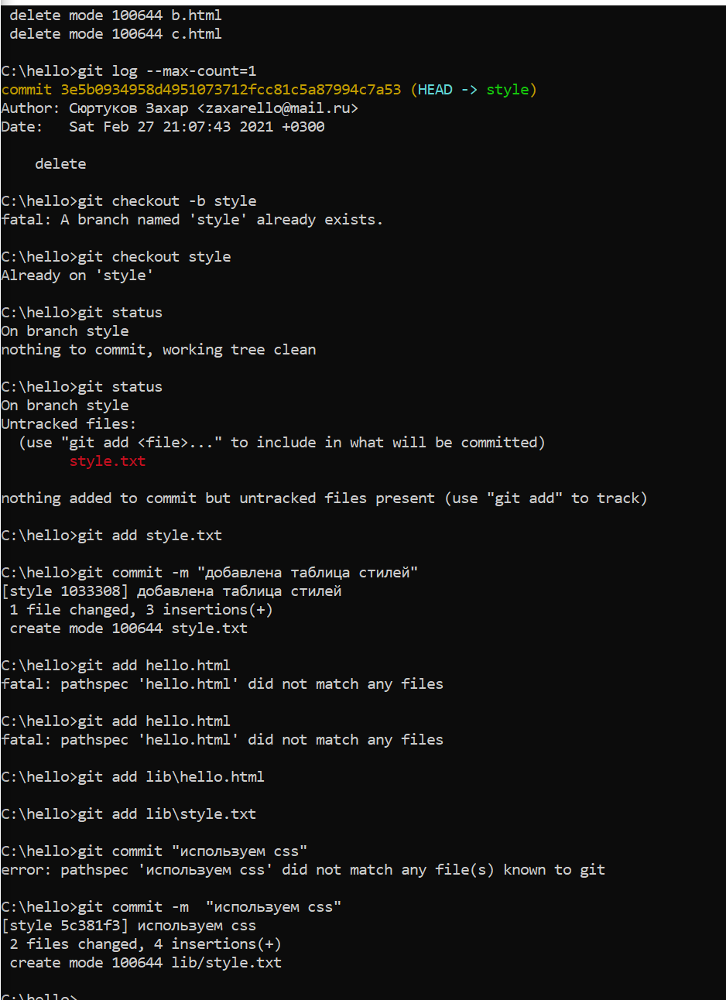 delete mode 100644 b.html
delete mode 100644 c.html
C:\hello>git log --max-count=1
commit 3e5b0934958d4951073712fcc81c5a87994c7a53 (HEAD -> style)
Author: Сюртуков Захар <zaxarello@mail.ru>
Date:   Sat Feb 27 21:07:43 2021 +0300
delete
C:\hello>git checkout -b style
fatal: A branch named 'style' already exists.
C:\hello>git checkout style
Already on 'style'
C:\hello>git status
On branch style
nothing to commit, working tree clean
C:\hello>git status
On branch style
Untracked files:
(use "git add <file>..." to include in what will be committed)
style.txt
nothing added to commit but untracked files present (use "git add" to track)
C:\hello>git add style.txt
C:\hello>git commit -m "добавлена таблица стилей"
[style 1033308] добавлена таблица стилей
1 file changed, 3 insertions(+)
create mode 100644 style.txt
C:\hello>git add hello.html
fatal: pathspec 'hello.html' did not match any files
C:\hello>git add hello.html
fatal: pathspec 'hello.html' did not match any files
C:\hello>git add lib\hello.html
C:\hello>git add lib\style.txt
C:\hello>git commit "используем css"
error: pathspec 'используем css' did not match any file(s) known to git
C:\hello>git commit -m  "используем css"
[style 5c381f3] используем css
2 files changed, 4 insertions(+)
create mode 100644 lib/style.txt
C:\hello>